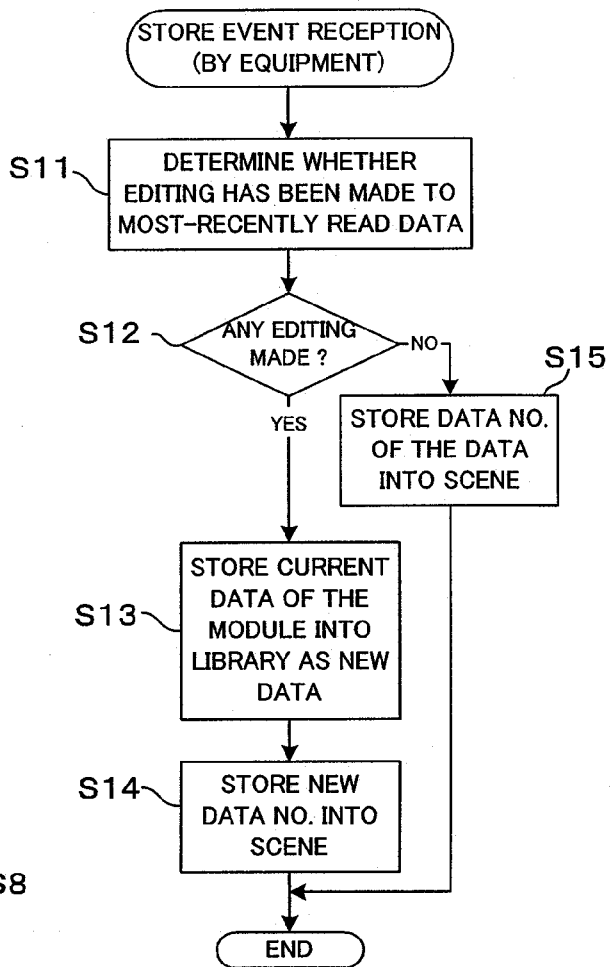 STORE EVENT RECEPTION
(BY EQUIPMENT)
S11
DETERMINE WHETHER
EDITING HAS BEEN MADE TO
MOST-RECENTLY READ DATA
S12
ANY EDITING
MADE ?
NO
YES
S15
STORE DATA NO.
OF THE DATA
INTO SCENE
S13
STORE CURRENT
DATA OF THE
MODULE INTO
LIBRARY AS NEW
DATA
S14
STORE NEW
DATA NO. INTO
SCENE
S8
END